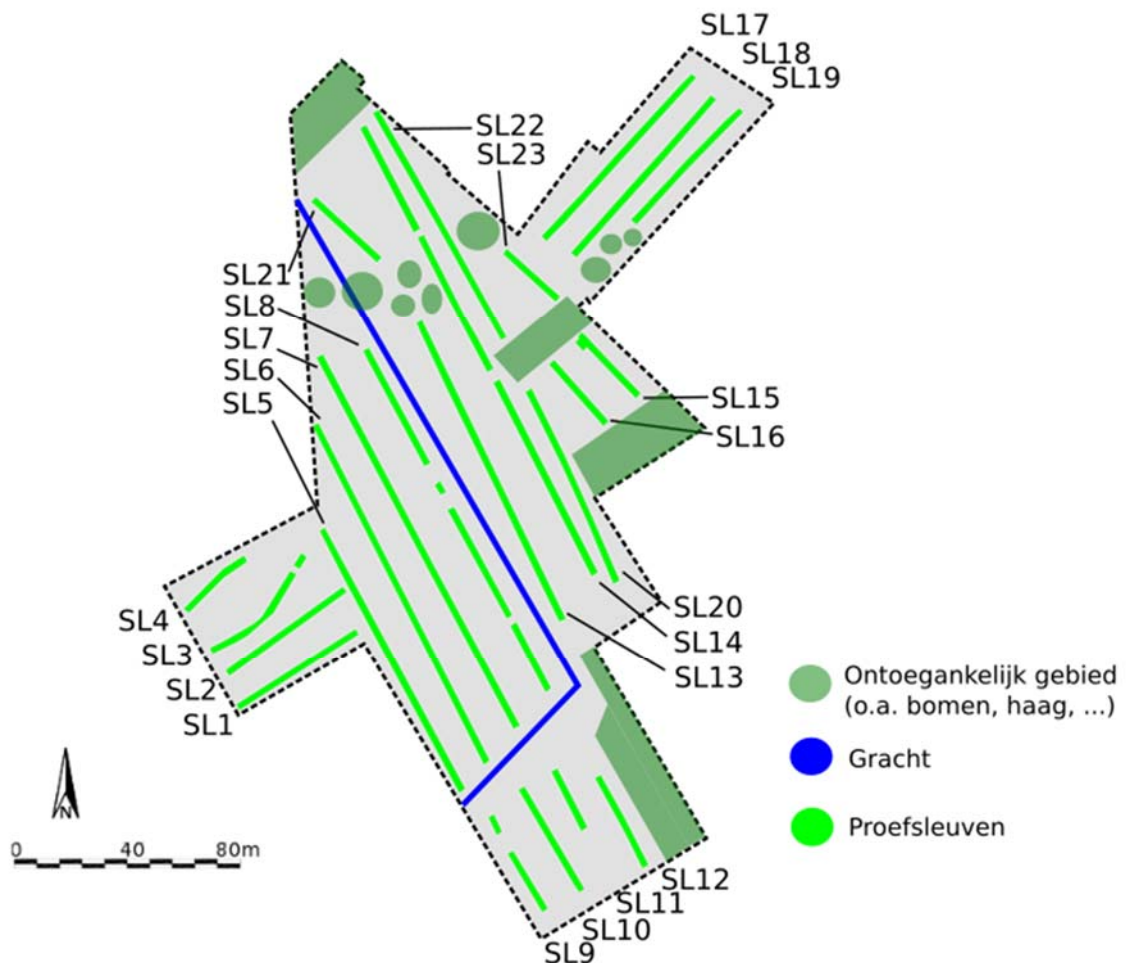 SL17
SL18
SL19
SL22
SL23
SL21
SL8
SL7
SL6
SL5
SL15
SL16
SL4
SL3
SL2
SL1
SL20
SL14
SL13
Ontoegankelijk gebied
(o.a. bomen, haag, ...)
Gracht
Proefsleuven
N
0 40 80m
SL12
SL11
SL10
SL9